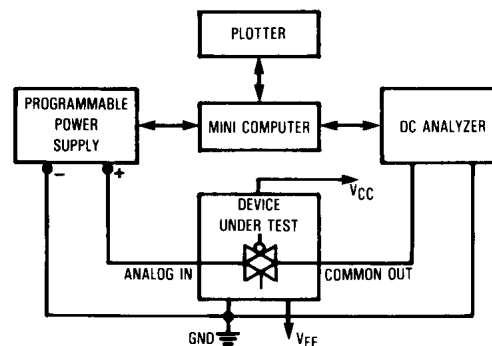 PLOTTER
PROGRAMMABLE
POWER
SUPPLY
MINI COMPUTER
DC ANALYZER
-
+
VCC
DEVICE
UNDER TEST
ANALOG IN
COMMON OUT
GND
VEE